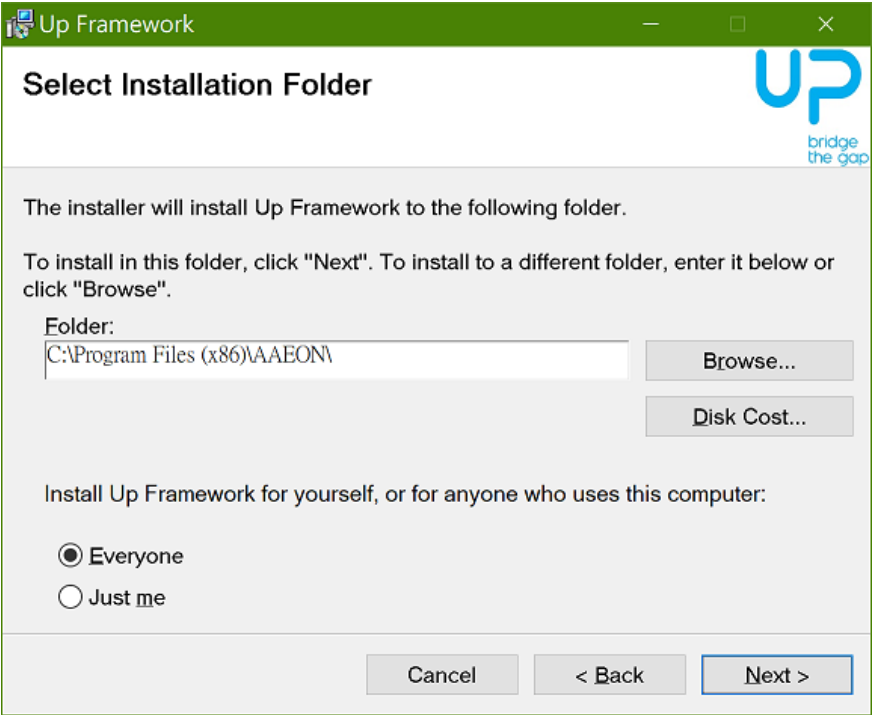 Up Framework
Select Installation Folder
UP
bridge
the gap
The installer will install Up Framework to the following folder.
To install in this folder, click "Next". To install to a different folder, enter it below or
click "Browse".
Folder:
C:\Program Files (x86)\AAEON\
Browse...
Disk Cost...
Install Up Framework for yourself, or for anyone who uses this computer:
Everyone
Just me
Cancel
< Back
Next >